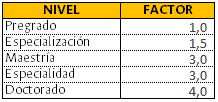 NIVEL FACTOR
Pregrado 1,0
Especialización 1,5
Maestría 3,0
Especialidad 3,0
Doctorado 4,0